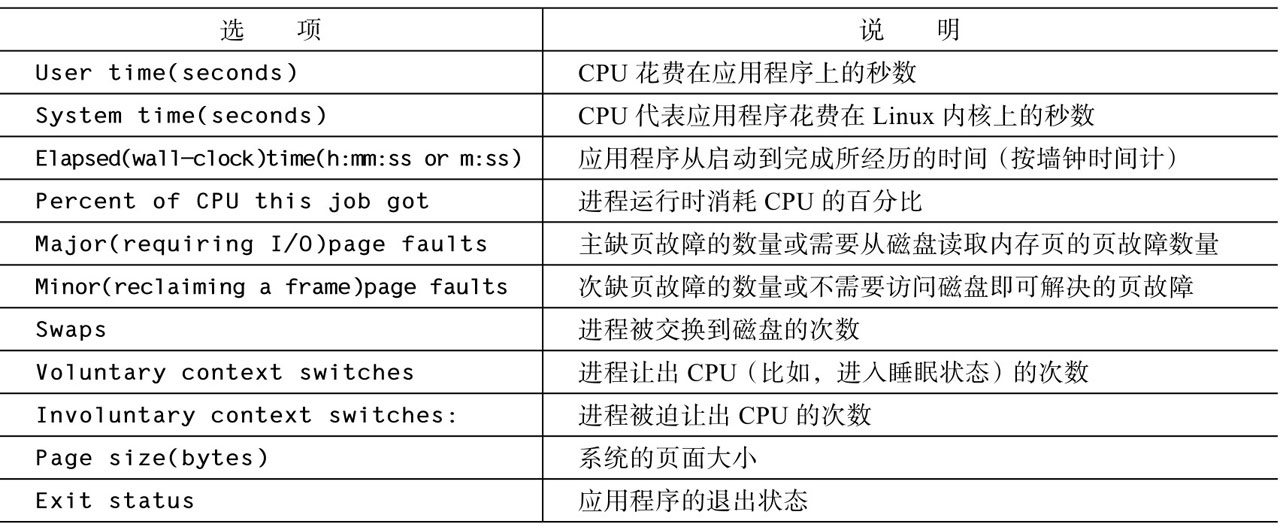 选 项 说 明
User time(seconds) CPU 花费在应用程序上的秒数
System time(seconds) CPU 代表应用程序花费在 Linux 内核上的秒数
Elapsed(wall—clock)time(h:mm:ss or m:ss) 应用程序从启动到完成所经历的时间（按墙钟时间计）
Percent of CPU this job got 进程运行时消耗 CPU 的百分比
Major(requiring I/O)page faults 主缺页故障的数量或需要从磁盘读取内存页的页故障数量
Minor(reclaiming a frame)page faults 次缺页故障的数量或不需要访问磁盘即可解决的页故障
Swaps 进程被交换到磁盘的次数
Voluntary context switches 进程让出 CPU（比如，进入睡眠状态）的次数
Involuntary context switches: 进程被迫让出 CPU 的次数
Page size(bytes) 系统的页面大小
Exit status 应用程序的退出状态